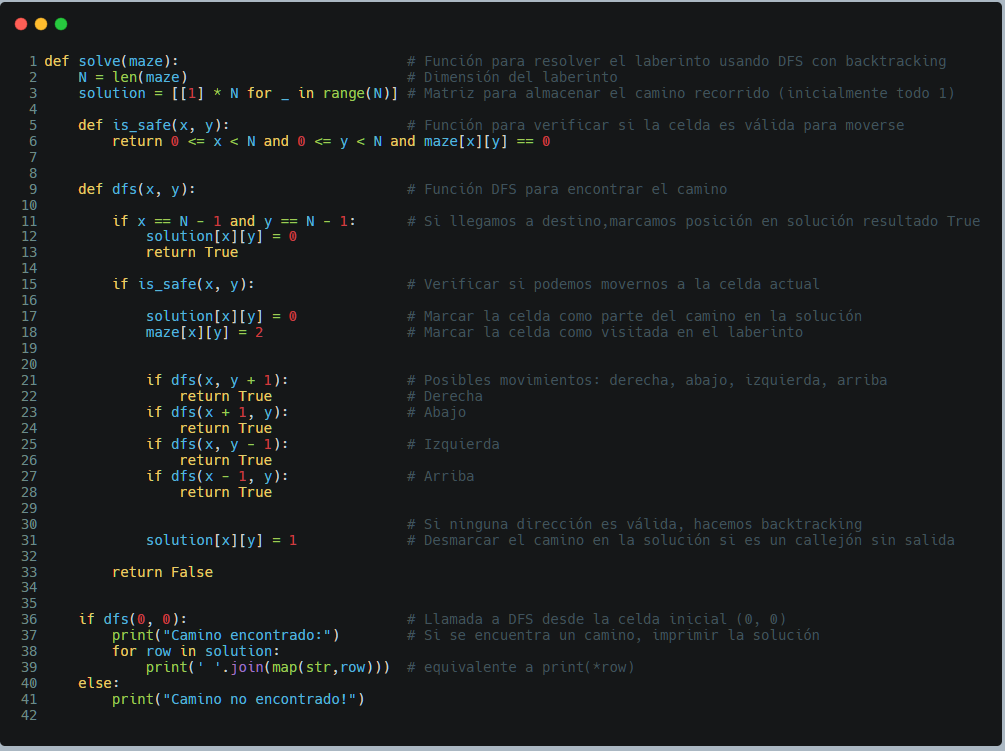 1 def solve(maze):                           # Función para resolver el laberinto usando DFS con backtracking
2     N = len(maze)                          # Dimensión del laberinto
3     solution = [[1] * N for _ in range(N)] # Matriz para almacenar el camino recorrido (inicialmente todo 1)
4
5     def is_safe(x, y):                     # Función para verificar si la celda es válida para moverse
6         return 0 <= x < N and 0 <= y < N and maze[x][y] == 0
7
8
9     def dfs(x, y):                         # Función DFS para encontrar el camino
10
11         if x == N - 1 and y == N - 1:      # Si llegamos a destino,marcamos posición en solución resultado True
12             solution[x][y] = 0
13             return True
14
15         if is_safe(x, y):                  # Verificar si podemos movernos a la celda actual
16
17             solution[x][y] = 0             # Marcar la celda como parte del camino en la solución
18             maze[x][y] = 2                 # Marcar la celda como visitada en el laberinto
19
20
21             if dfs(x, y + 1):              # Posibles movimientos: derecha, abajo, izquierda, arriba
22                 return True                # Derecha
23             if dfs(x + 1, y):              # Abajo
24                 return True
25             if dfs(x, y - 1):              # Izquierda
26                 return True
27             if dfs(x - 1, y):              # Arriba
28                 return True
29
30                                            # Si ninguna dirección es válida, hacemos backtracking
31             solution[x][y] = 1             # Desmarcar el camino en la solución si es un callejón sin salida
32
33         return False
34
35
36     if dfs(0, 0):                          # Llamada a DFS desde la celda inicial (0, 0)
37         print("Camino encontrado:")        # Si se encuentra un camino, imprimir la solución
38         for row in solution:
39             print(' '.join(map(str,row)))  # equivalente a print(*row)
40     else:
41         print("Camino no encontrado!")
42